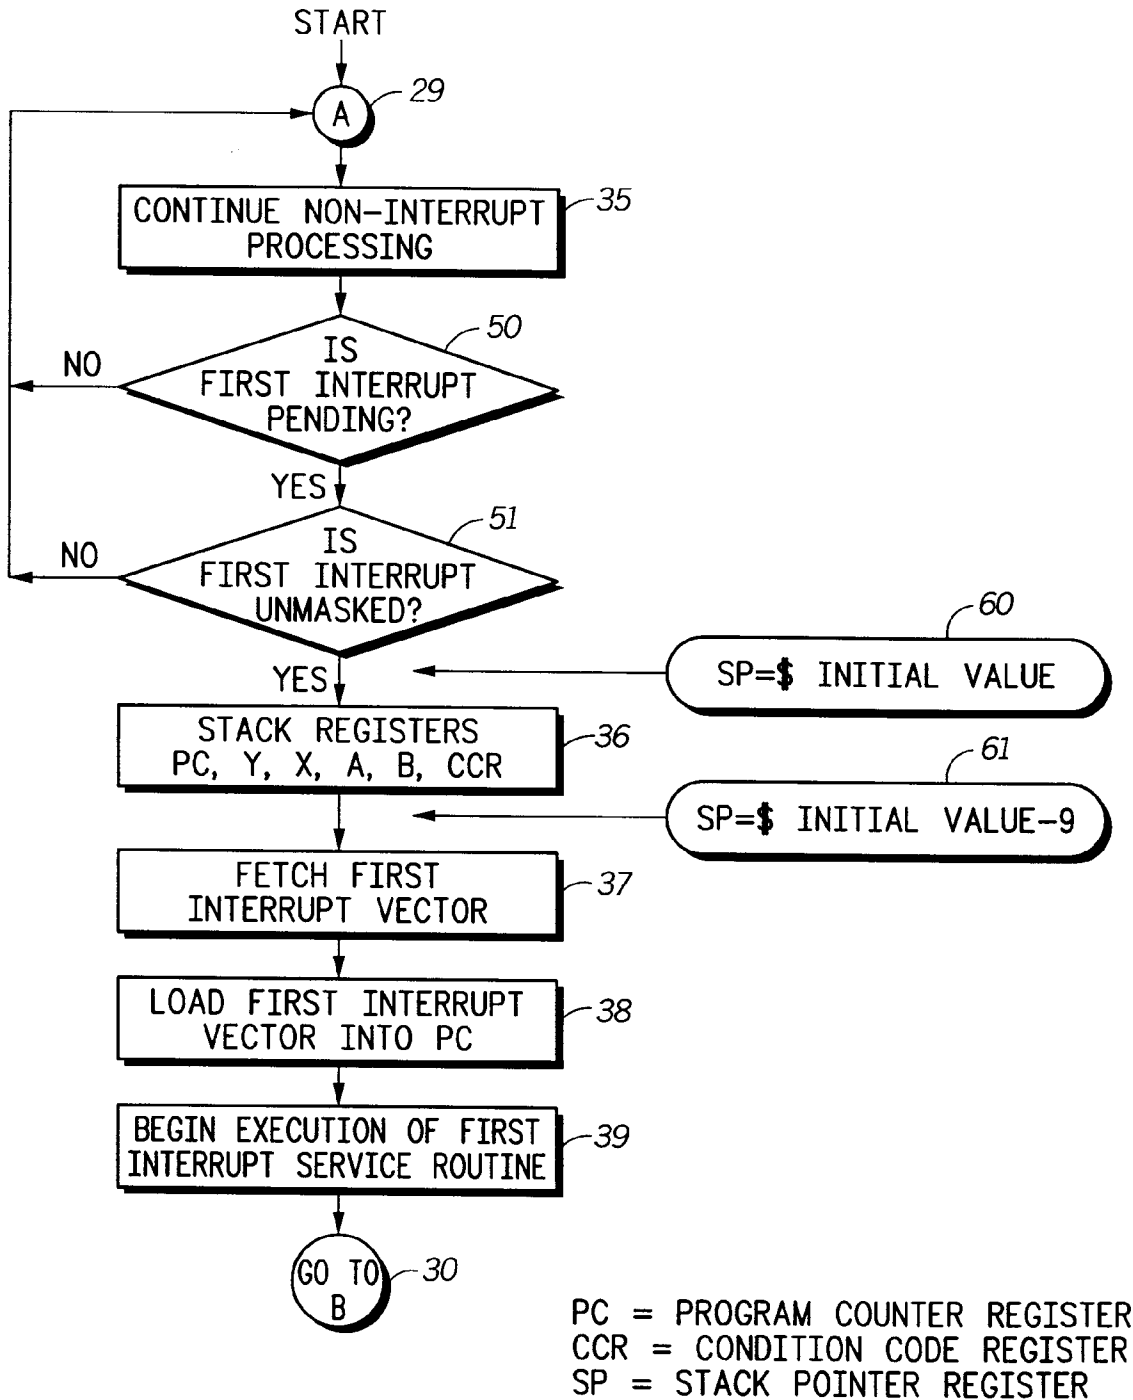 START
A
29
CONTINUE NON-INTERRUPT
PROCESSING
35
IS
FIRST INTERRUPT
PENDING?
50
NO
YES
IS
FIRST INTERRUPT
UNMASKED?
51
NO
YES
SP=$ INITIAL VALUE
60
STACK REGISTERS
PC, Y, X, A, B, CCR
36
SP=$ INITIAL VALUE-9
61
FETCH FIRST
INTERRUPT VECTOR
37
LOAD FIRST INTERRUPT
VECTOR INTO PC
38
BEGIN EXECUTION OF FIRST
INTERRUPT SERVICE ROUTINE
39
GO TO
B
30
PC = PROGRAM COUNTER REGISTER
CCR = CONDITION CODE REGISTER
SP = STACK POINTER REGISTER